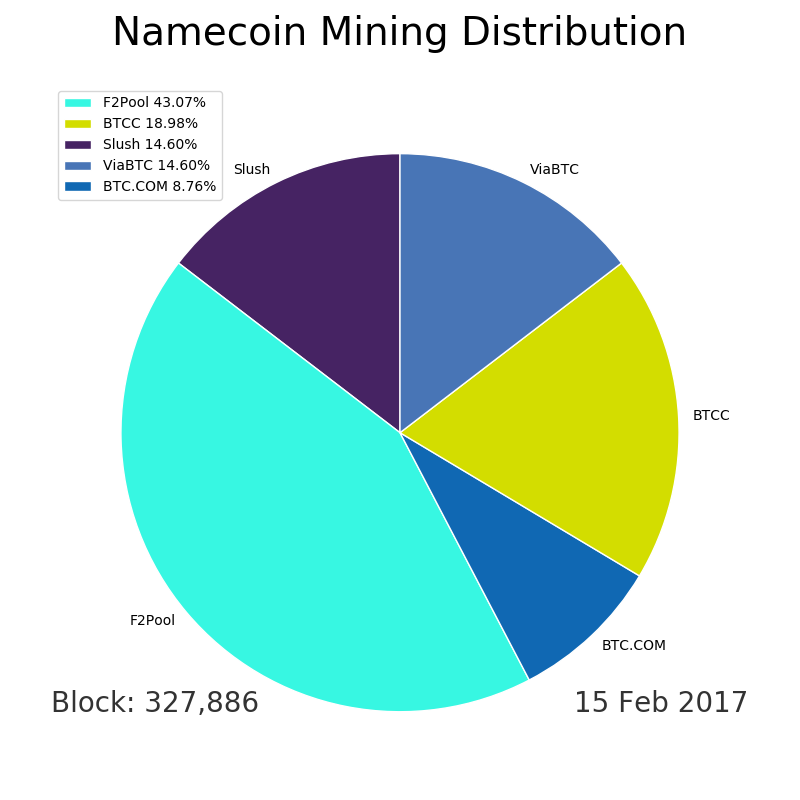 Namecoin Mining Distribution
F2Pool 43.07%
BTCC 18.98%
Slush 14.60%
ViaBTC 14.60%
BTC.COM 8.76%
Slush
ViaBTC
BTCC
F2Pool
BTC.COM
Block: 327,886
15 Feb 2017